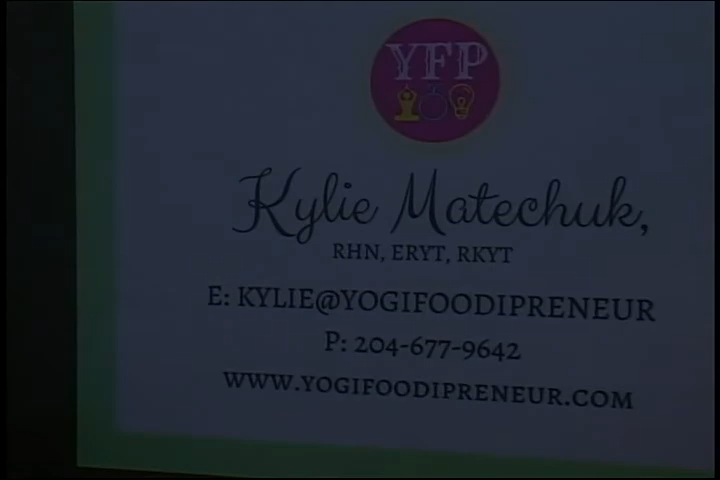 YFP
Kylie Matechuk,
RHN, ERYT, RKYT
E: KYLIE@YOGIFOODIPRENEUR
P: 204-677-9642
WWW.YOGIFOODIPRENEUR.COM